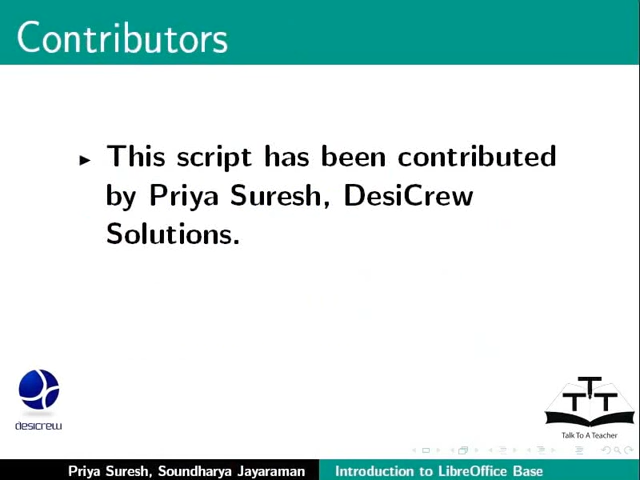 Contributors
This script has been contributed
by Priya Suresh, DesiCrew
Solutions.
desicrew
TTT
Talk To A Teacher
Priya Suresh, Soundharya Jayaraman
Introduction to LibreOffice Base